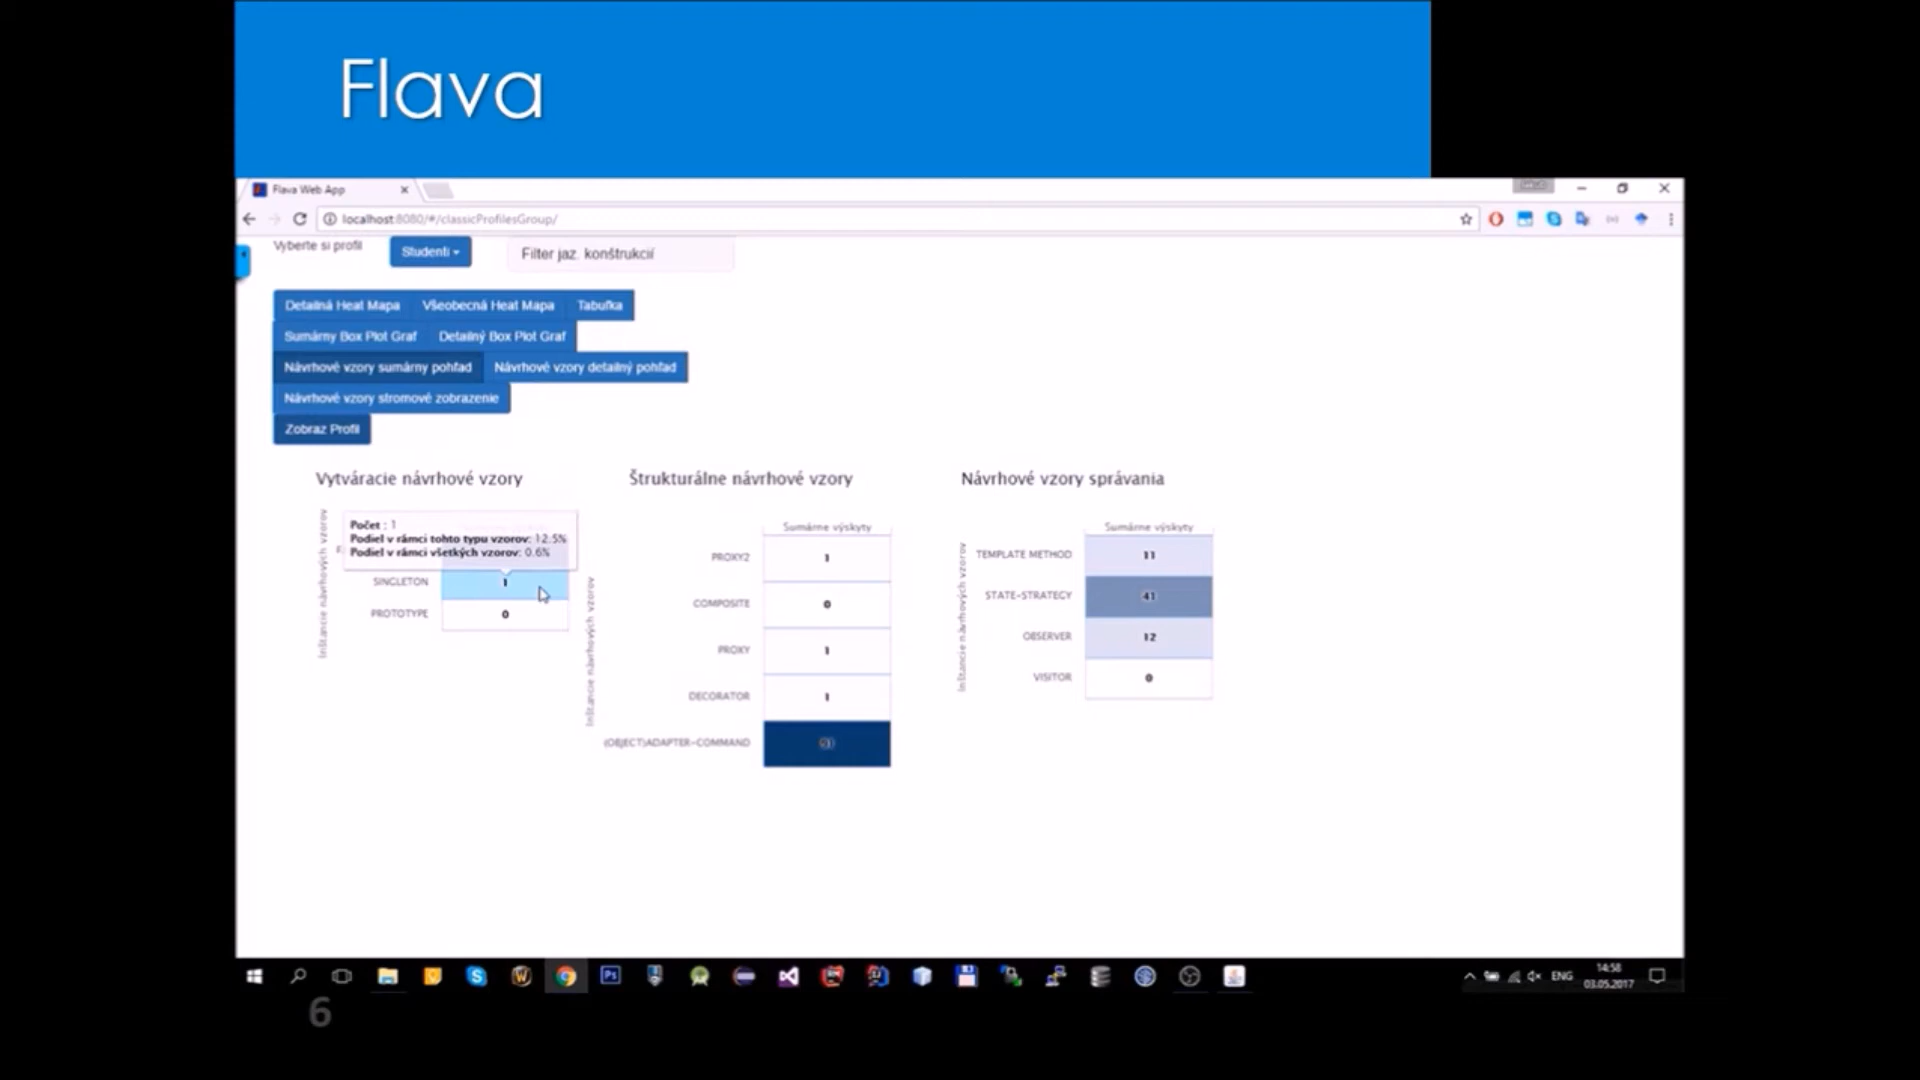 Flava
Flava Web App
localhost:8080/#/classicProfilesGroup/
Vyberte si profil
Studenti
Filter jaz. konštrukcií
Detailná Heat Mapa Všeobecná Heat Mapa Tabuľka
Sumárny Box Plot Graf Detailný Box Plot Graf
Návrhové vzory sumárny pohľad Návrhové vzory detailný pohľad
Návrhové vzory stromové zobrazenie
Zobraz Profil
Vytváracie návrhové vzory
Inštancie návrhových vzorov
Počet : 1
Podiel v rámci tohto typu vzorov: 12.5%
Podiel v rámci všetkých vzorov: 0.6%
SINGLETON 1
PROTOTYPE 0
Štrukturálne návrhové vzory
Inštancie návrhových vzorov
Sumárne výskyty
PROXY2 1
COMPOSITE 0
PROXY 1
DECORATOR 1
(OBJECT)ADAPTER-COMMAND
Návrhové vzory správania
Inštancie návrhových vzorov
Sumárne výskyty
TEMPLATE METHOD 11
STATE-STRATEGY 41
OBSERVER 12
VISITOR 0
Ps
ENG
14:58
03.05.2017
6